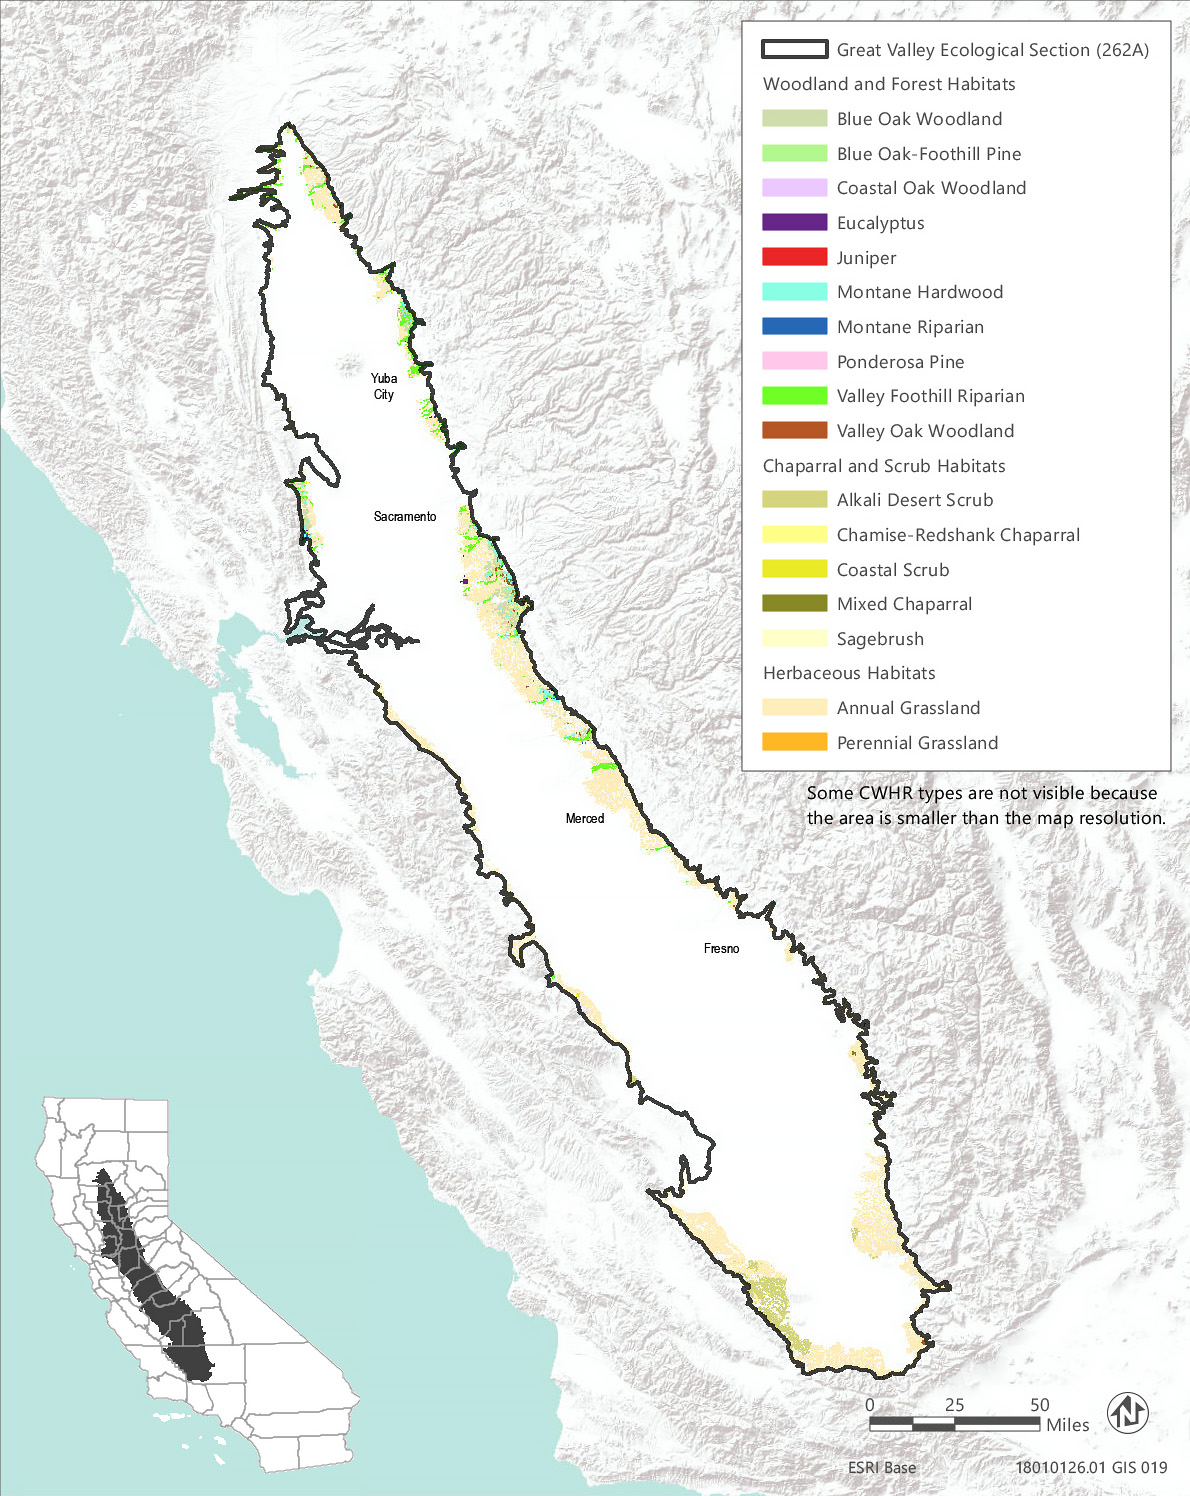 Great Valley Ecological Section (262A)
Woodland and Forest Habitats
Blue Oak Woodland
Blue Oak-Foothill Pine
Coastal Oak Woodland
Eucalyptus
Juniper
Montane Hardwood
Montane Riparian
Ponderosa Pine
Valley Foothill Riparian
Valley Oak Woodland
Chaparral and Scrub Habitats
Alkali Desert Scrub
Chamise-Redshank Chaparral
Coastal Scrub
Mixed Chaparral
Sagebrush
Herbaceous Habitats
Annual Grassland
Perennial Grassland
Some CWHR types are not visible because
the area is smaller than the map resolution.
Yuba
City
Sacramento
Merced
Fresno
0 25 50
Miles
N
ESRI Base
18010126.01 GIS 019